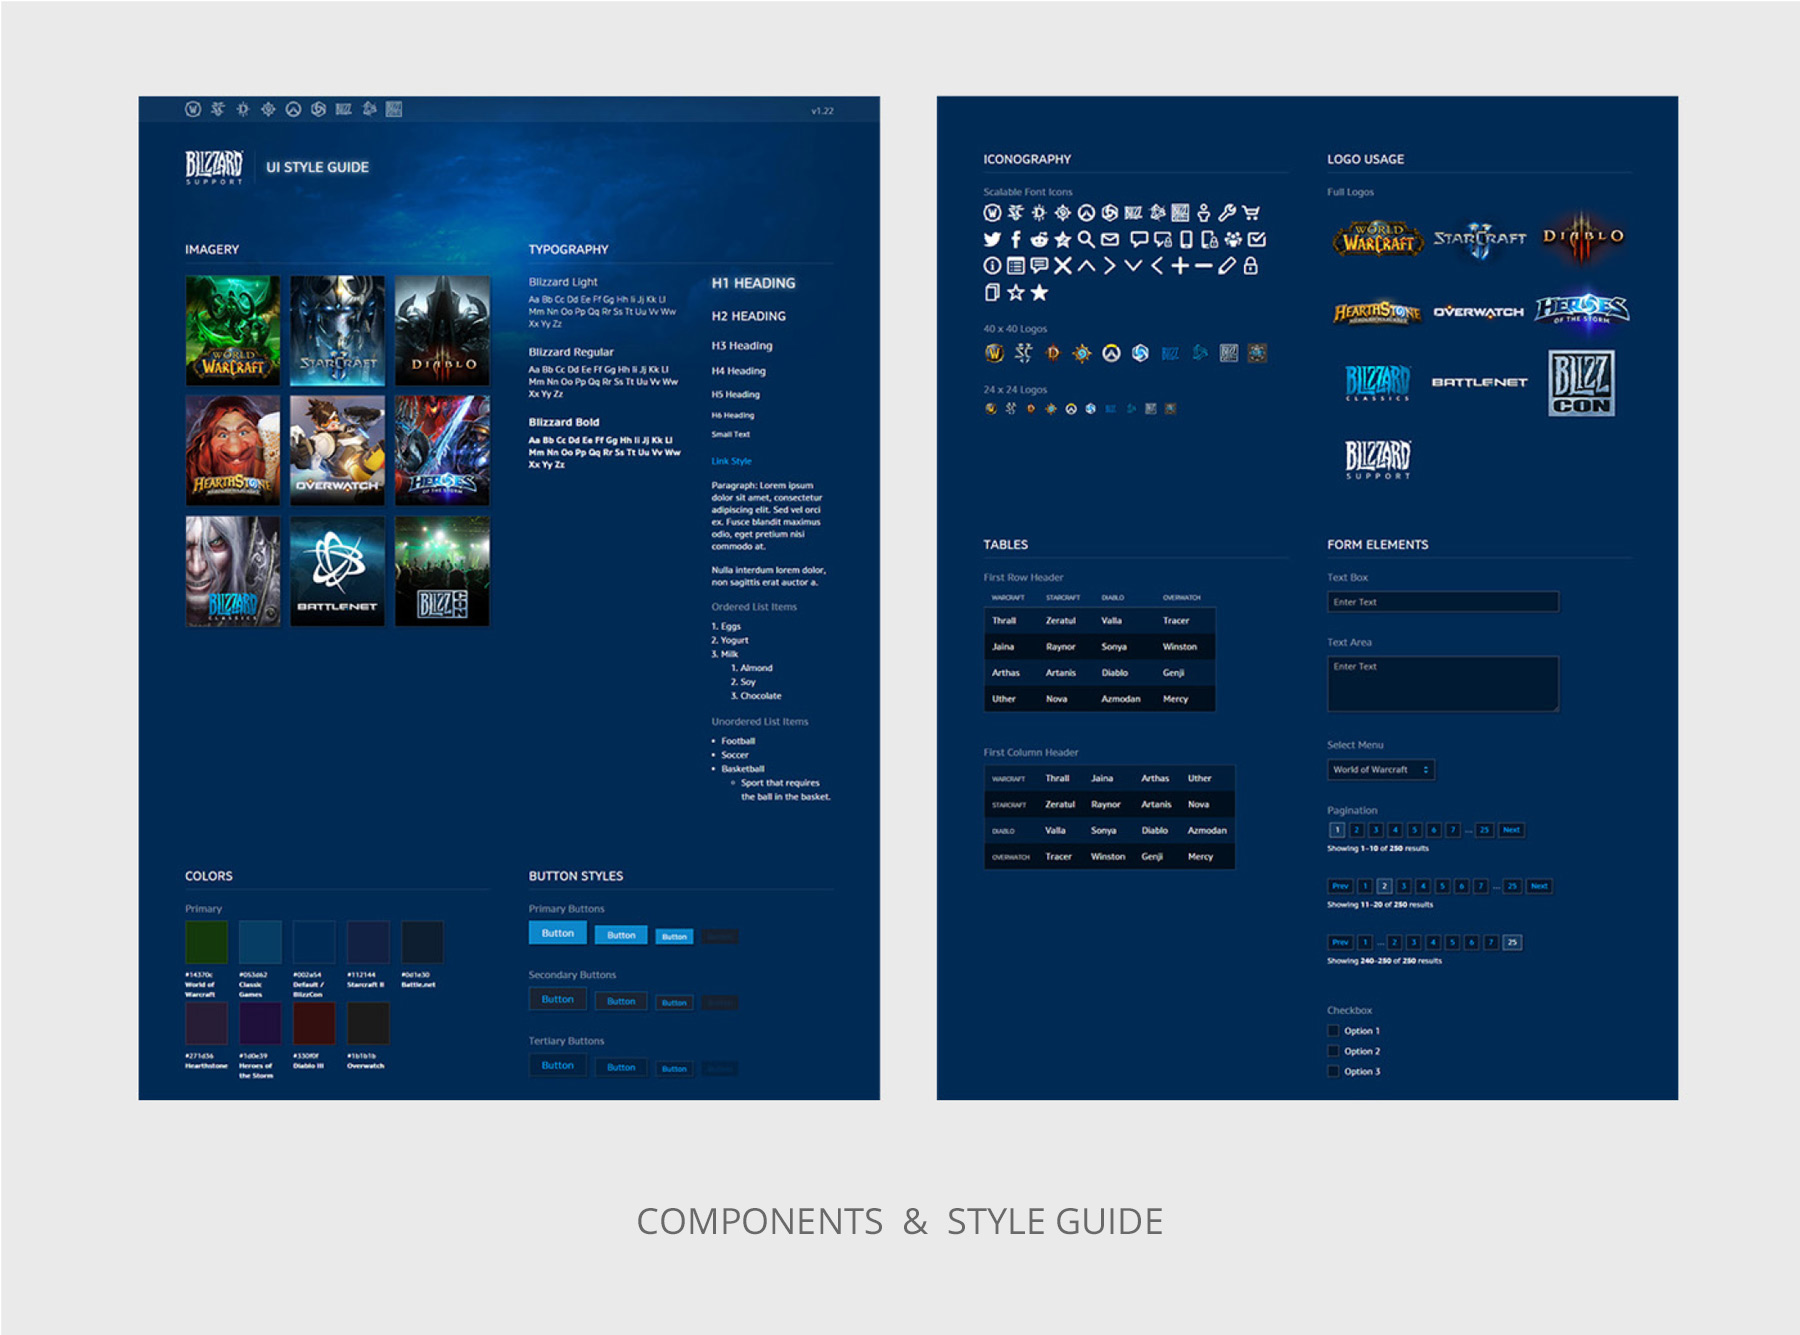 v1.22
BLIZZARD
SUPPORT
UI STYLE GUIDE
IMAGERY
WORLD
WARCRAFT
STARCRAFT
DIABLO
HEARTHSTONE
OVERWATCH
HEROES
OF THE STORM
BLIZZARD
CLASSICS
BATTLE.NET
BLIZZ
CON
TYPOGRAPHY
Blizzard Light
Aa Bb Cc Dd Ee Ff Gg Hh Ii Jj Kk Ll
Mm Nn Oo Pp Qq Rr Ss Tt Uu Vv Ww
Xx Yy Zz
Blizzard Regular
Aa Bb Cc Dd Ee Ff Gg Hh Ii Jj Kk Ll
Mm Nn Oo Pp Qq Rr Ss Tt Uu Vv Ww
Xx Yy Zz
Blizzard Bold
Aa Bb Cc Dd Ee Ff Gg Hh Ii Jj Kk Ll
Mm Nn Oo Pp Qq Rr Ss Tt Uu Vv Ww
Xx Yy Zz
H1 HEADING
H2 HEADING
H3 Heading
H4 Heading
H5 Heading
H6 Heading
Small Text
Link Style
Paragraph: Lorem ipsum
dolor sit amet, consectetur
adipiscing elit. Sed vel orci
ex. Fusce blandit maximus
odio, eget pretium nisi
commodo at.
Nulla interdum lorem dolor,
non sagittis erat auctor a.
Ordered List Items
1. Eggs
2. Yogurt
3. Milk
1. Almond
2. Soy
3. Chocolate
Unordered List Items
• Football
• Soccer
• Basketball
◦ Sport that requires
the ball in the basket.
COLORS
Primary
#14370c
World of
Warcraft
#053d62
Classic
Games
#002a54
Default /
BlizzCon
#112144
Starcraft II
#0d1e30
Battle.net
#271d36
Hearthstone
#1d0e39
Heroes of
the Storm
#330f0f
Diablo III
#1b1b1b
Overwatch
BUTTON STYLES
Primary Buttons
Button Button Button
Secondary Buttons
Button Button Button
Tertiary Buttons
Button Button Button
ICONOGRAPHY
Scalable Font Icons
40 x 40 Logos
24 x 24 Logos
LOGO USAGE
Full Logos
WORLD
WARCRAFT
STARCRAFT
DIABLO
HEARTHSTONE
OVERWATCH
HEROES
OF THE STORM
BLIZZARD
CLASSICS
BATTLE.NET
BLIZZ
CON
BLIZZARD
SUPPORT
TABLES
First Row Header
WARCRAFT STARCRAFT DIABLO OVERWATCH
Thrall Zeratul Valla Tracer
Jaina Raynor Sonya Winston
Arthas Artanis Diablo Genji
Uther Nova Azmodan Mercy
First Column Header
WARCRAFT Thrall Jaina Arthas Uther
STARCRAFT Zeratul Raynor Artanis Nova
DIABLO Valla Sonya Diablo Azmodan
OVERWATCH Tracer Winston Genji Mercy
FORM ELEMENTS
Text Box
Enter Text
Text Area
Enter Text
Select Menu
World of Warcraft
Pagination
1 2 3 4 5 6 7 ... 25 Next
Showing 1–10 of 250 results
Prev 1 2 3 4 5 6 7 ... 25 Next
Showing 11–20 of 250 results
Prev 1 ... 2 3 4 5 6 7 25
Showing 240–250 of 250 results
Checkbox
Option 1
Option 2
Option 3
COMPONENTS & STYLE GUIDE